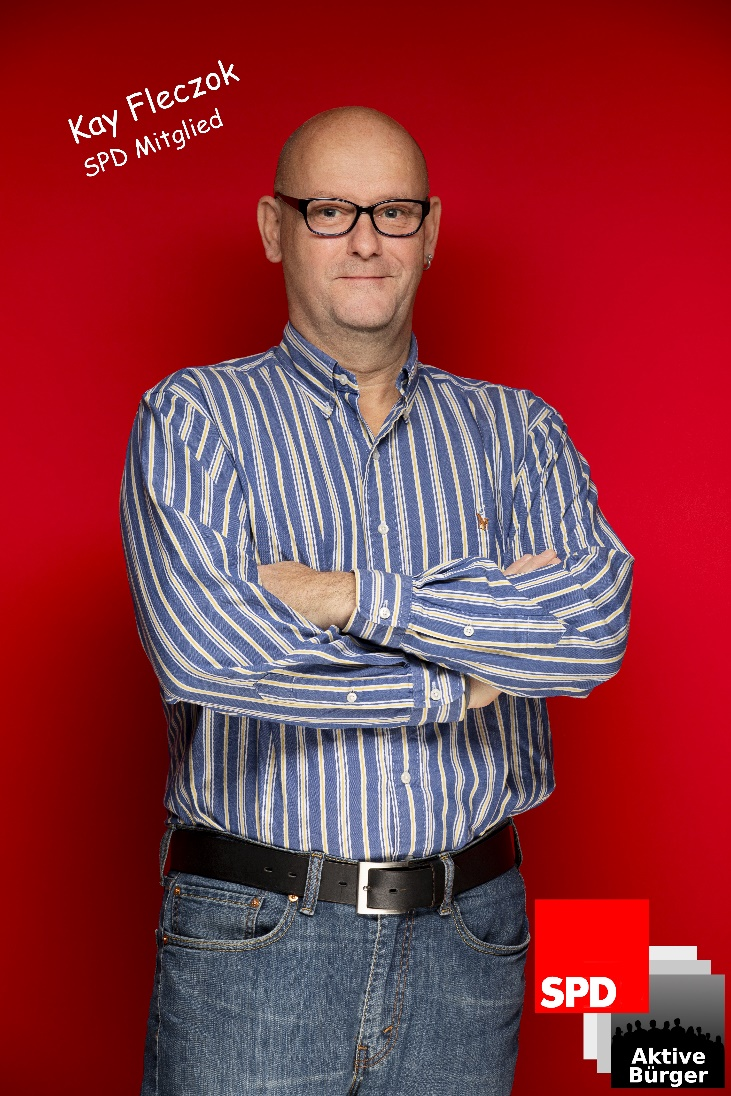 Kay Fleczok
SPD Mitglied
SPD
Aktive
Bürger